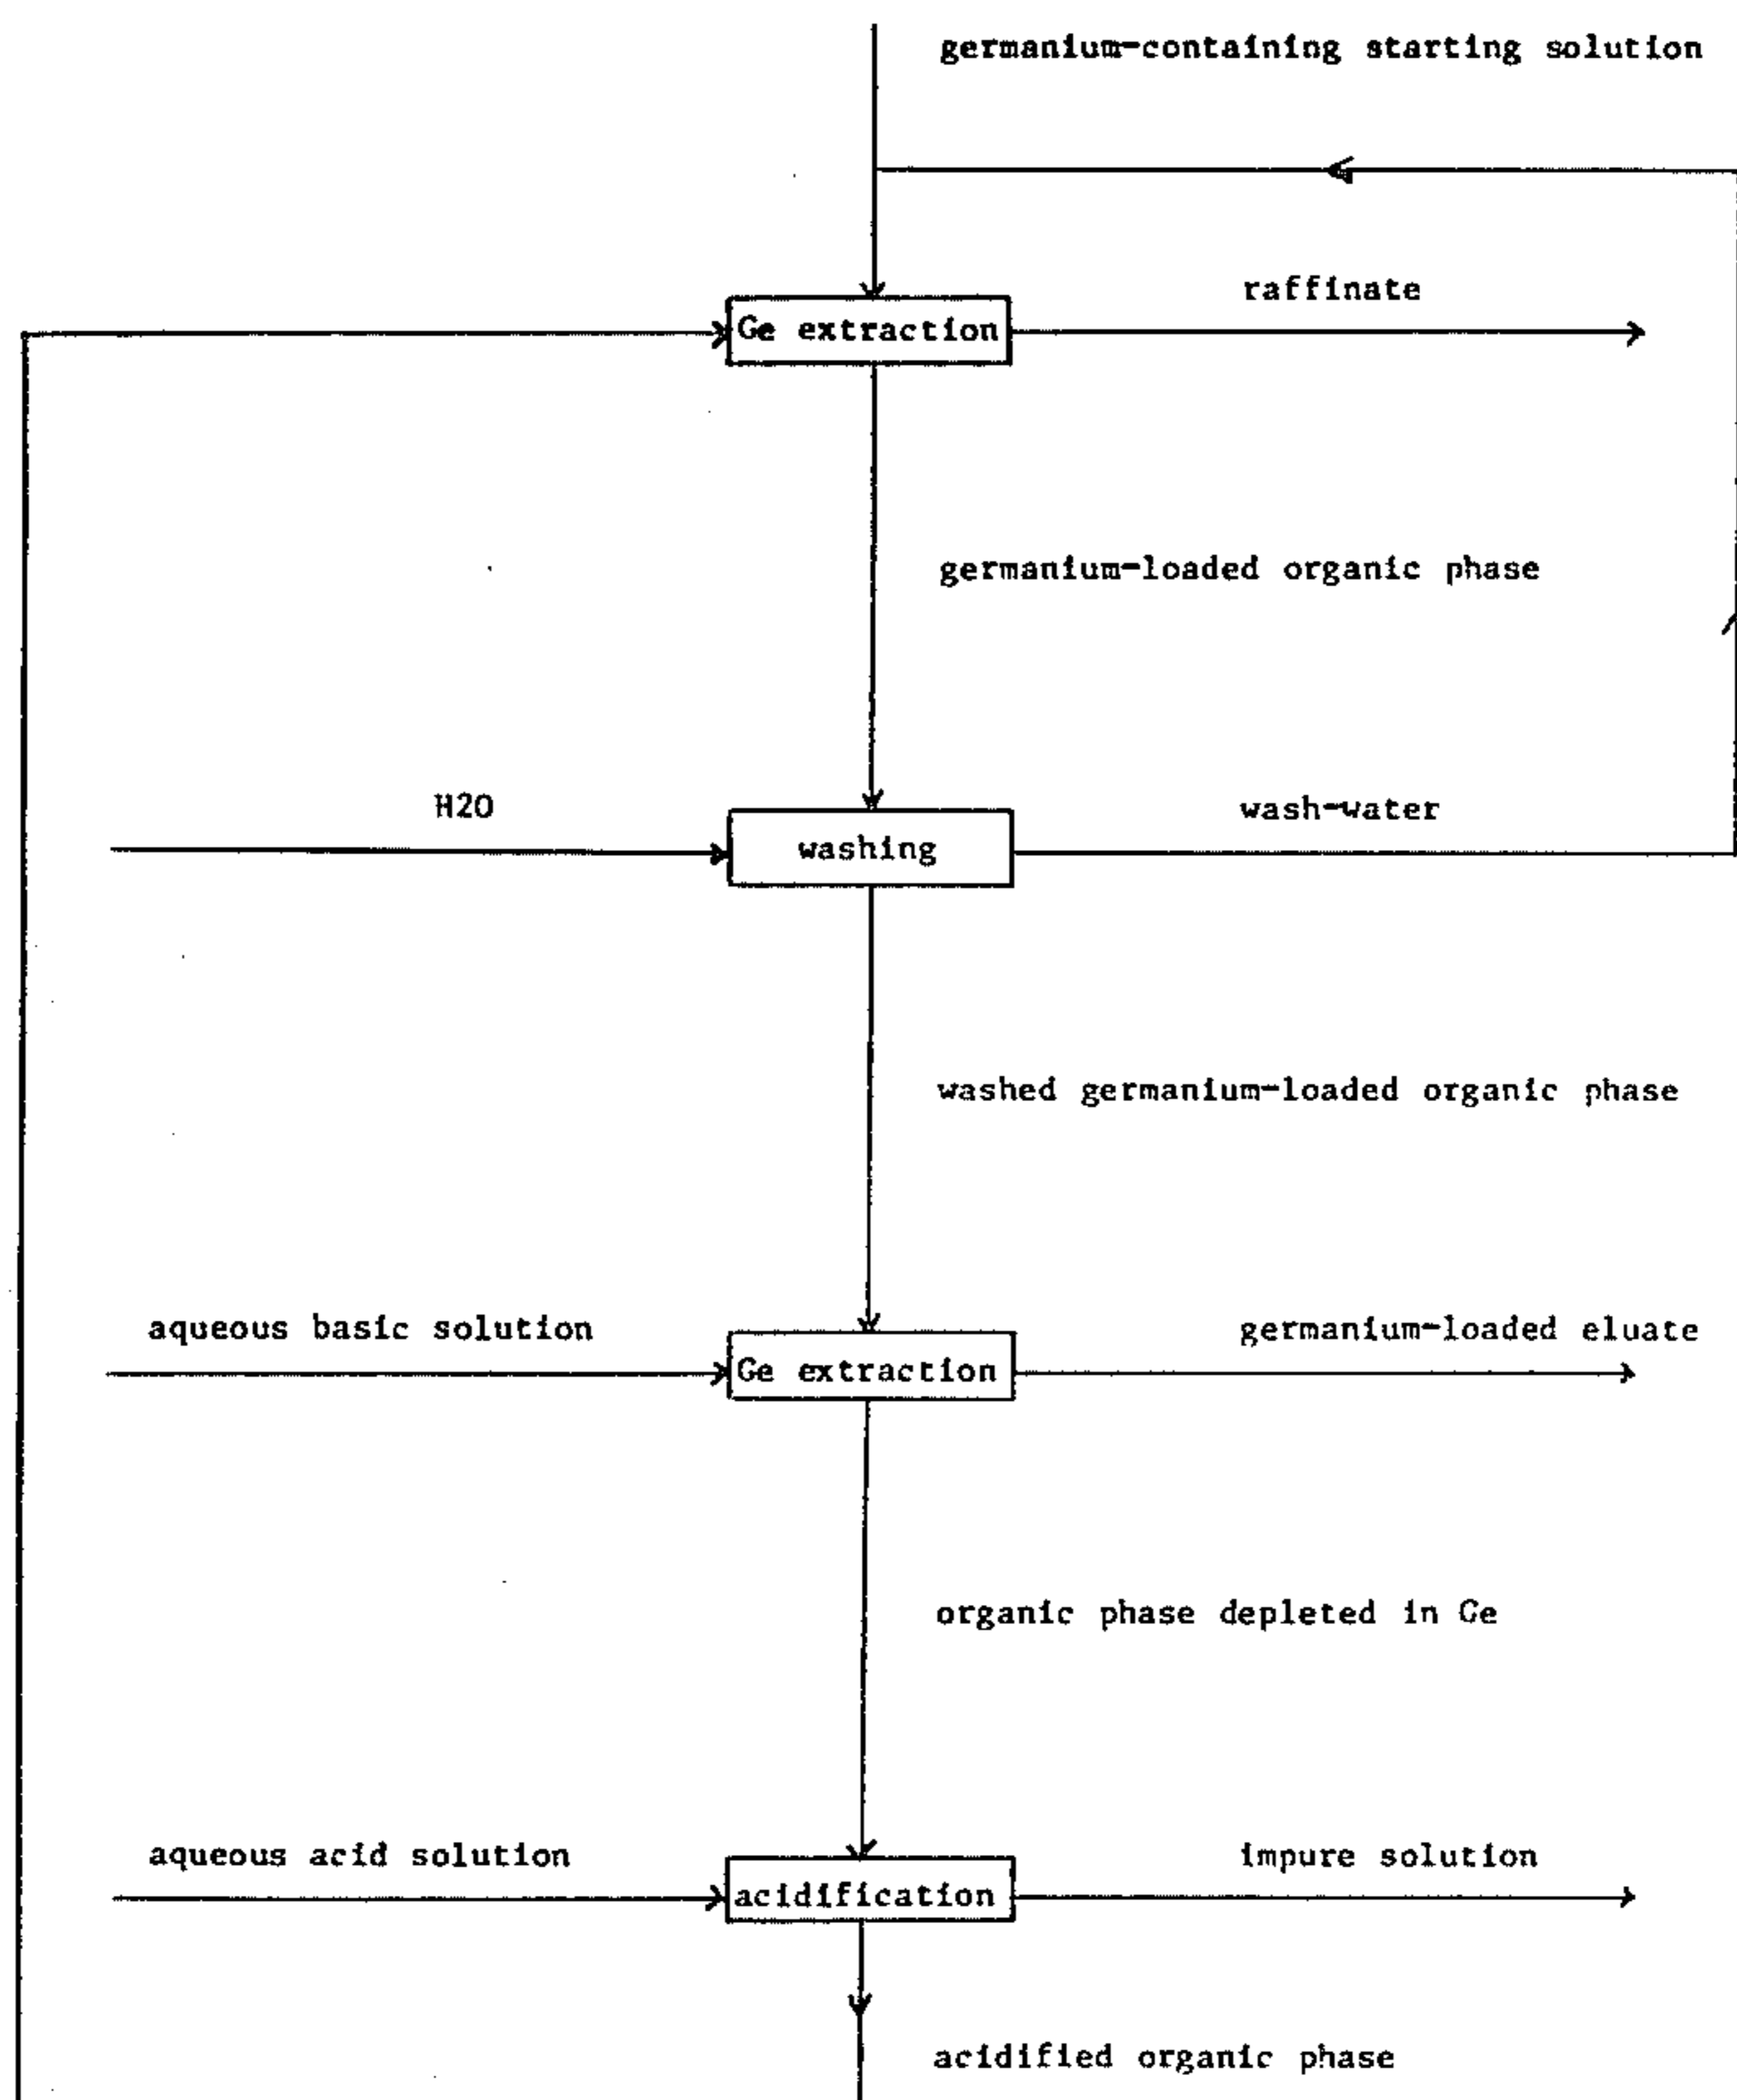 germanium-containing starting solution
raffinate
Ge extraction
germanium-loaded organic phase
H2O
wash-water
washing
washed germanium-loaded organic phase
aqueous basic solution
germanium-loaded eluate
Ge extraction
organic phase depleted in Ge
aqueous acid solution
impure solution
acidification
acidified organic phase